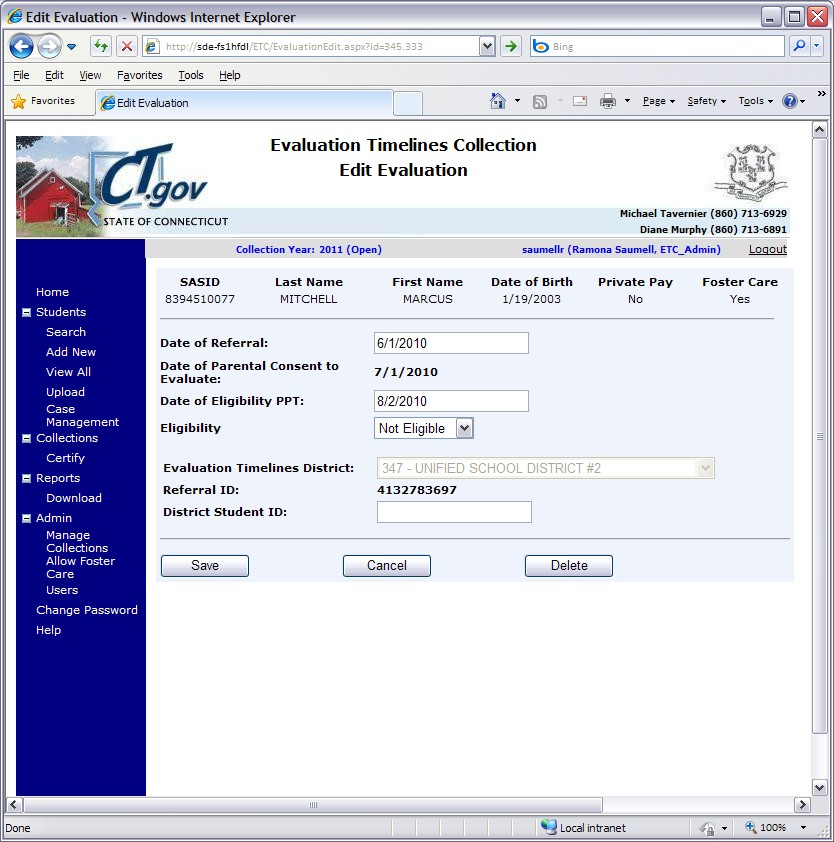 Edit Evaluation - Windows Internet Explorer
http://sde-fs1hfdl/ETC/EvaluationEdit.aspx?id=345.333
Bing
File Edit View Favorites Tools Help
Favorites Edit Evaluation Page Safety Tools
CT.gov
STATE OF CONNECTICUT
Evaluation Timelines Collection
Edit Evaluation
Michael Tavernier (860) 713-6929
Diane Murphy (860) 713-6891
Collection Year: 2011 (Open) saumellr (Ramona Saumell, ETC_Admin) Logout
Home
Students
Search
Add New
View All
Upload
Case
Management
Collections
Certify
Reports
Download
Admin
Manage
Collections
Allow Foster
Care
Users
Change Password
Help
SASID Last Name First Name Date of Birth Private Pay Foster Care
8394510077 MITCHELL MARCUS 1/19/2003 No Yes
Date of Referral: 6/1/2010
Date of Parental Consent to
Evaluate: 7/1/2010
Date of Eligibility PPT: 8/2/2010
Eligibility Not Eligible
Evaluation Timelines District: 347 - UNIFIED SCHOOL DISTRICT #2
Referral ID: 4132783697
District Student ID:
Save Cancel Delete
Done Local intranet 100%